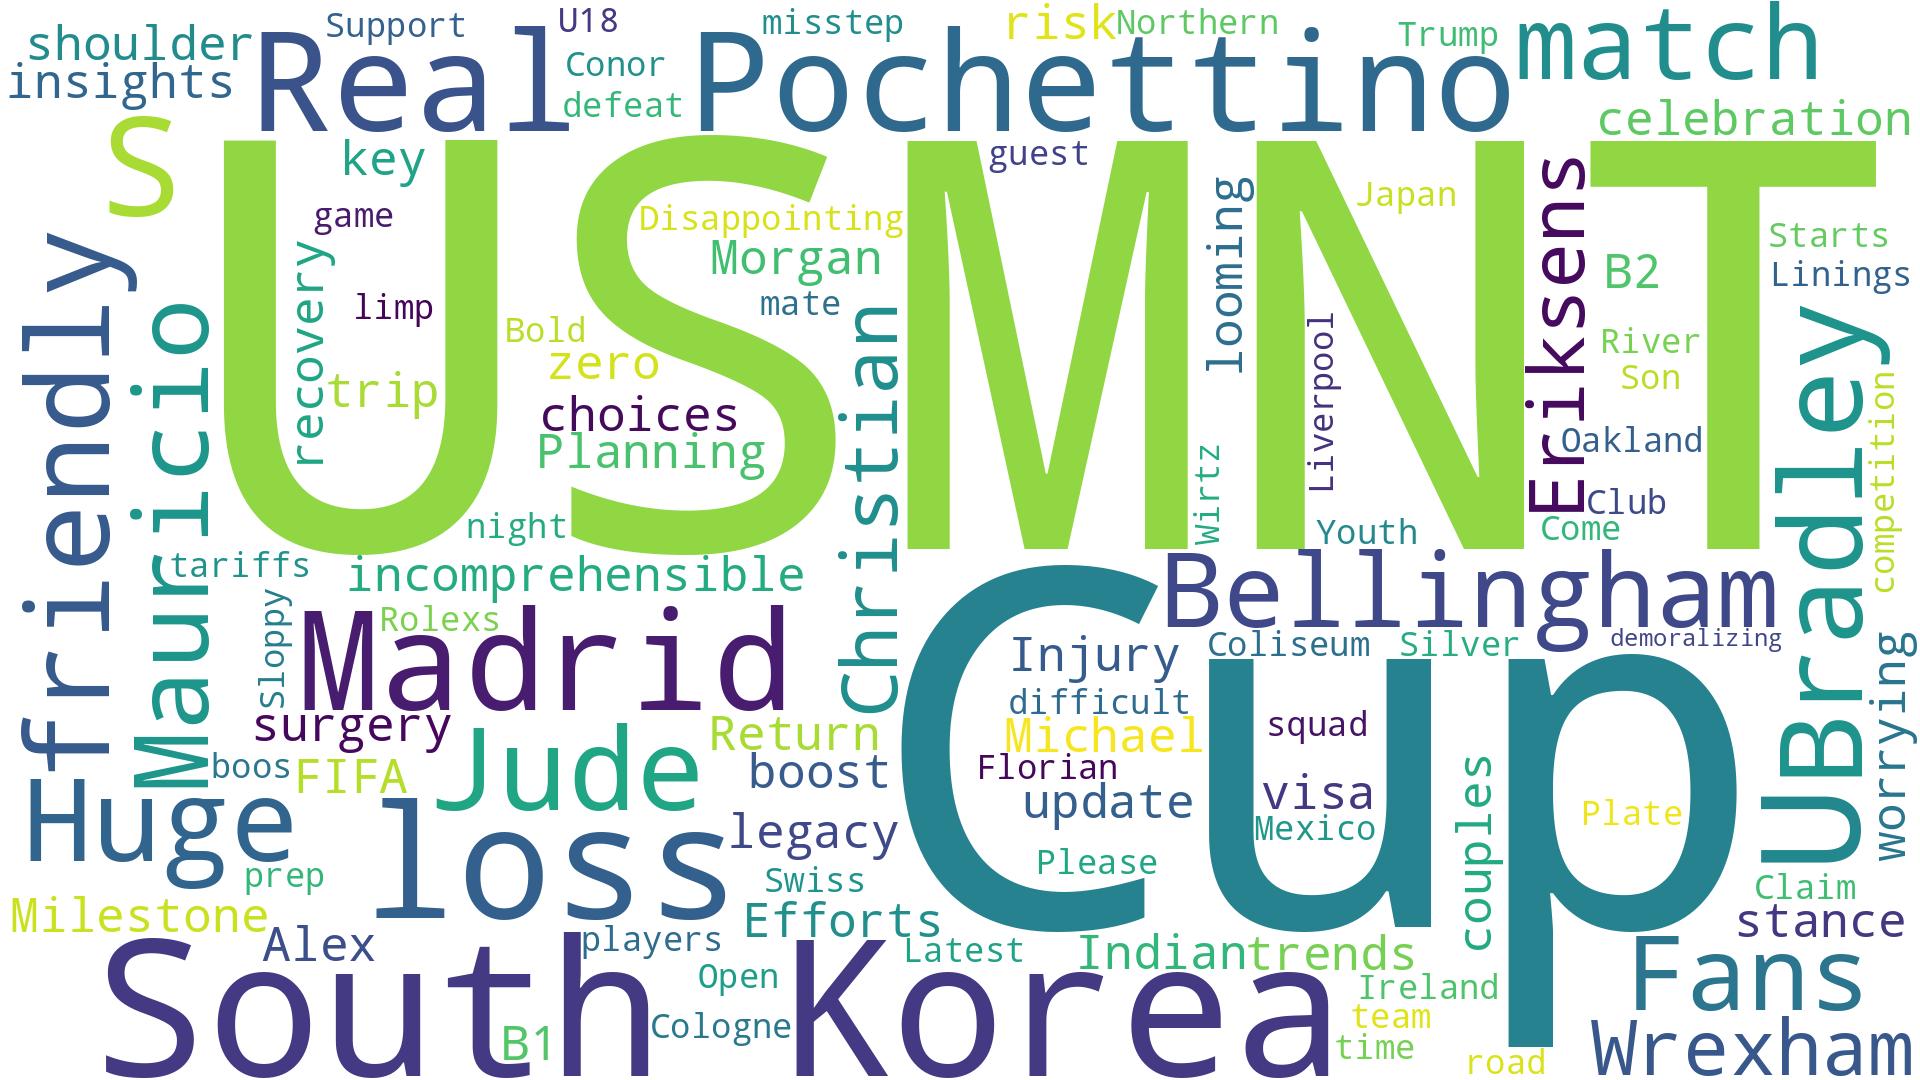 shoulder
Support
U18
misstep
risk
Northern
Trump
match
insights
Real
Conor
defeat
Pochettino
celebration
S
key
guest
USMNT
game
Disappointing
Morgan
mate
looming
Japan
Eriksens
B2
Starts
Linings
friendly
Mauricio
recovery
limp
trip
Bold
zero
choices
Planning
Christian
Wirtz
Liverpool
River
Son
Oakland
Club
Come
Youth
UBradley
competition
night
tariffs
incomprehensible
Rolexs
sloppy
Madrid
Bellingham
Cup
Injury
Coliseum
Silver
demoralizing
worrying
surgery
boos
FIFA
Jude
Return
boost
difficult
Michael
Florian
update
squad
visa
Mexico
couples
Plate
Huge
loss
legacy
Please
prep
Swiss
Claim
Milestone
Alex
players
Efforts
Latest
Indian
trends
stance
Fans
South Korea
Open
B1
Cologne
Ireland
team
time
road
Wrexham